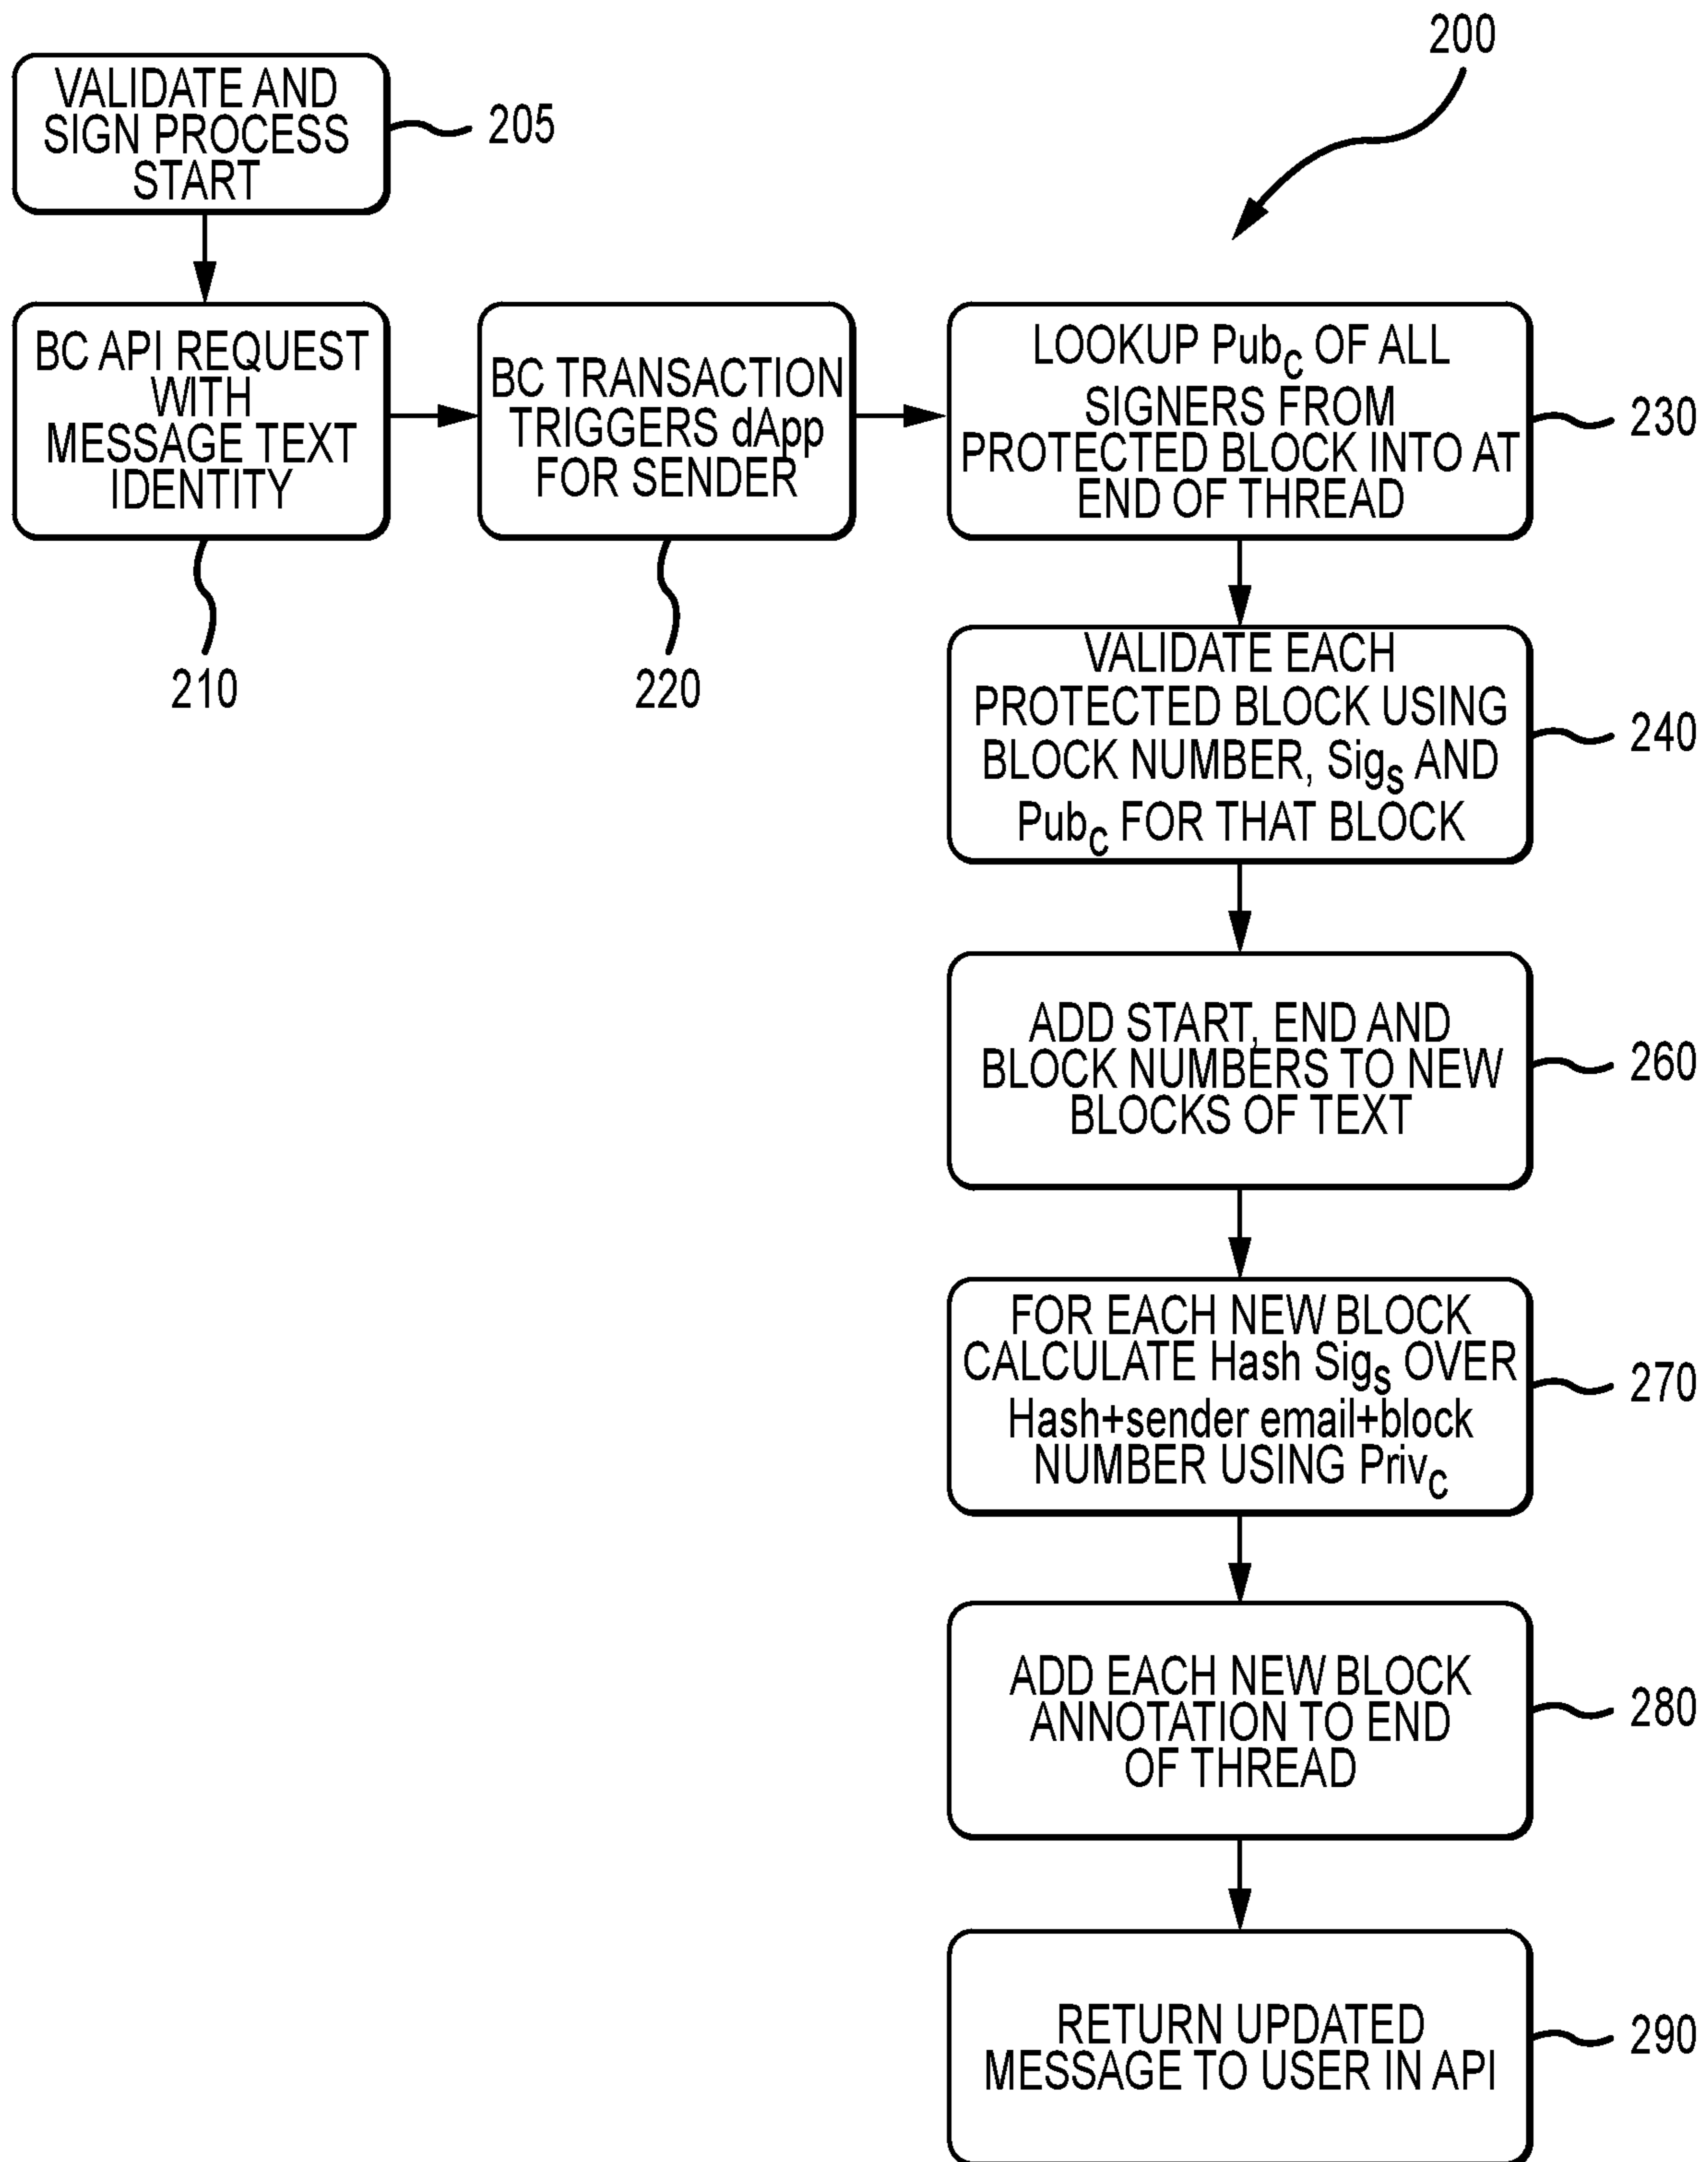 200
VALIDATE AND
SIGN PROCESS
START
205
BC API REQUEST
WITH
MESSAGE TEXT
IDENTITY
210
BC TRANSACTION
TRIGGERS dApp
FOR SENDER
220
LOOKUP Pubc OF ALL
SIGNERS FROM
PROTECTED BLOCK INTO AT
END OF THREAD
230
VALIDATE EACH
PROTECTED BLOCK USING
BLOCK NUMBER, Sigs AND
Pubc FOR THAT BLOCK
240
ADD START, END AND
BLOCK NUMBERS TO NEW
BLOCKS OF TEXT
260
FOR EACH NEW BLOCK
CALCULATE Hash Sigs OVER
Hash+sender email+block
NUMBER USING Privc
270
ADD EACH NEW BLOCK
ANNOTATION TO END
OF THREAD
280
RETURN UPDATED
MESSAGE TO USER IN API
290